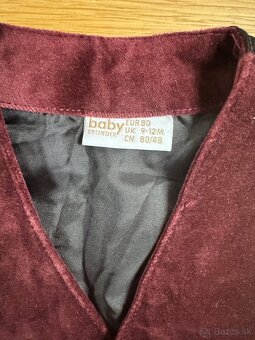 baby
BY LINDEX
EUR 80
UK 9-12M
CN 80/48
Bazos.sk